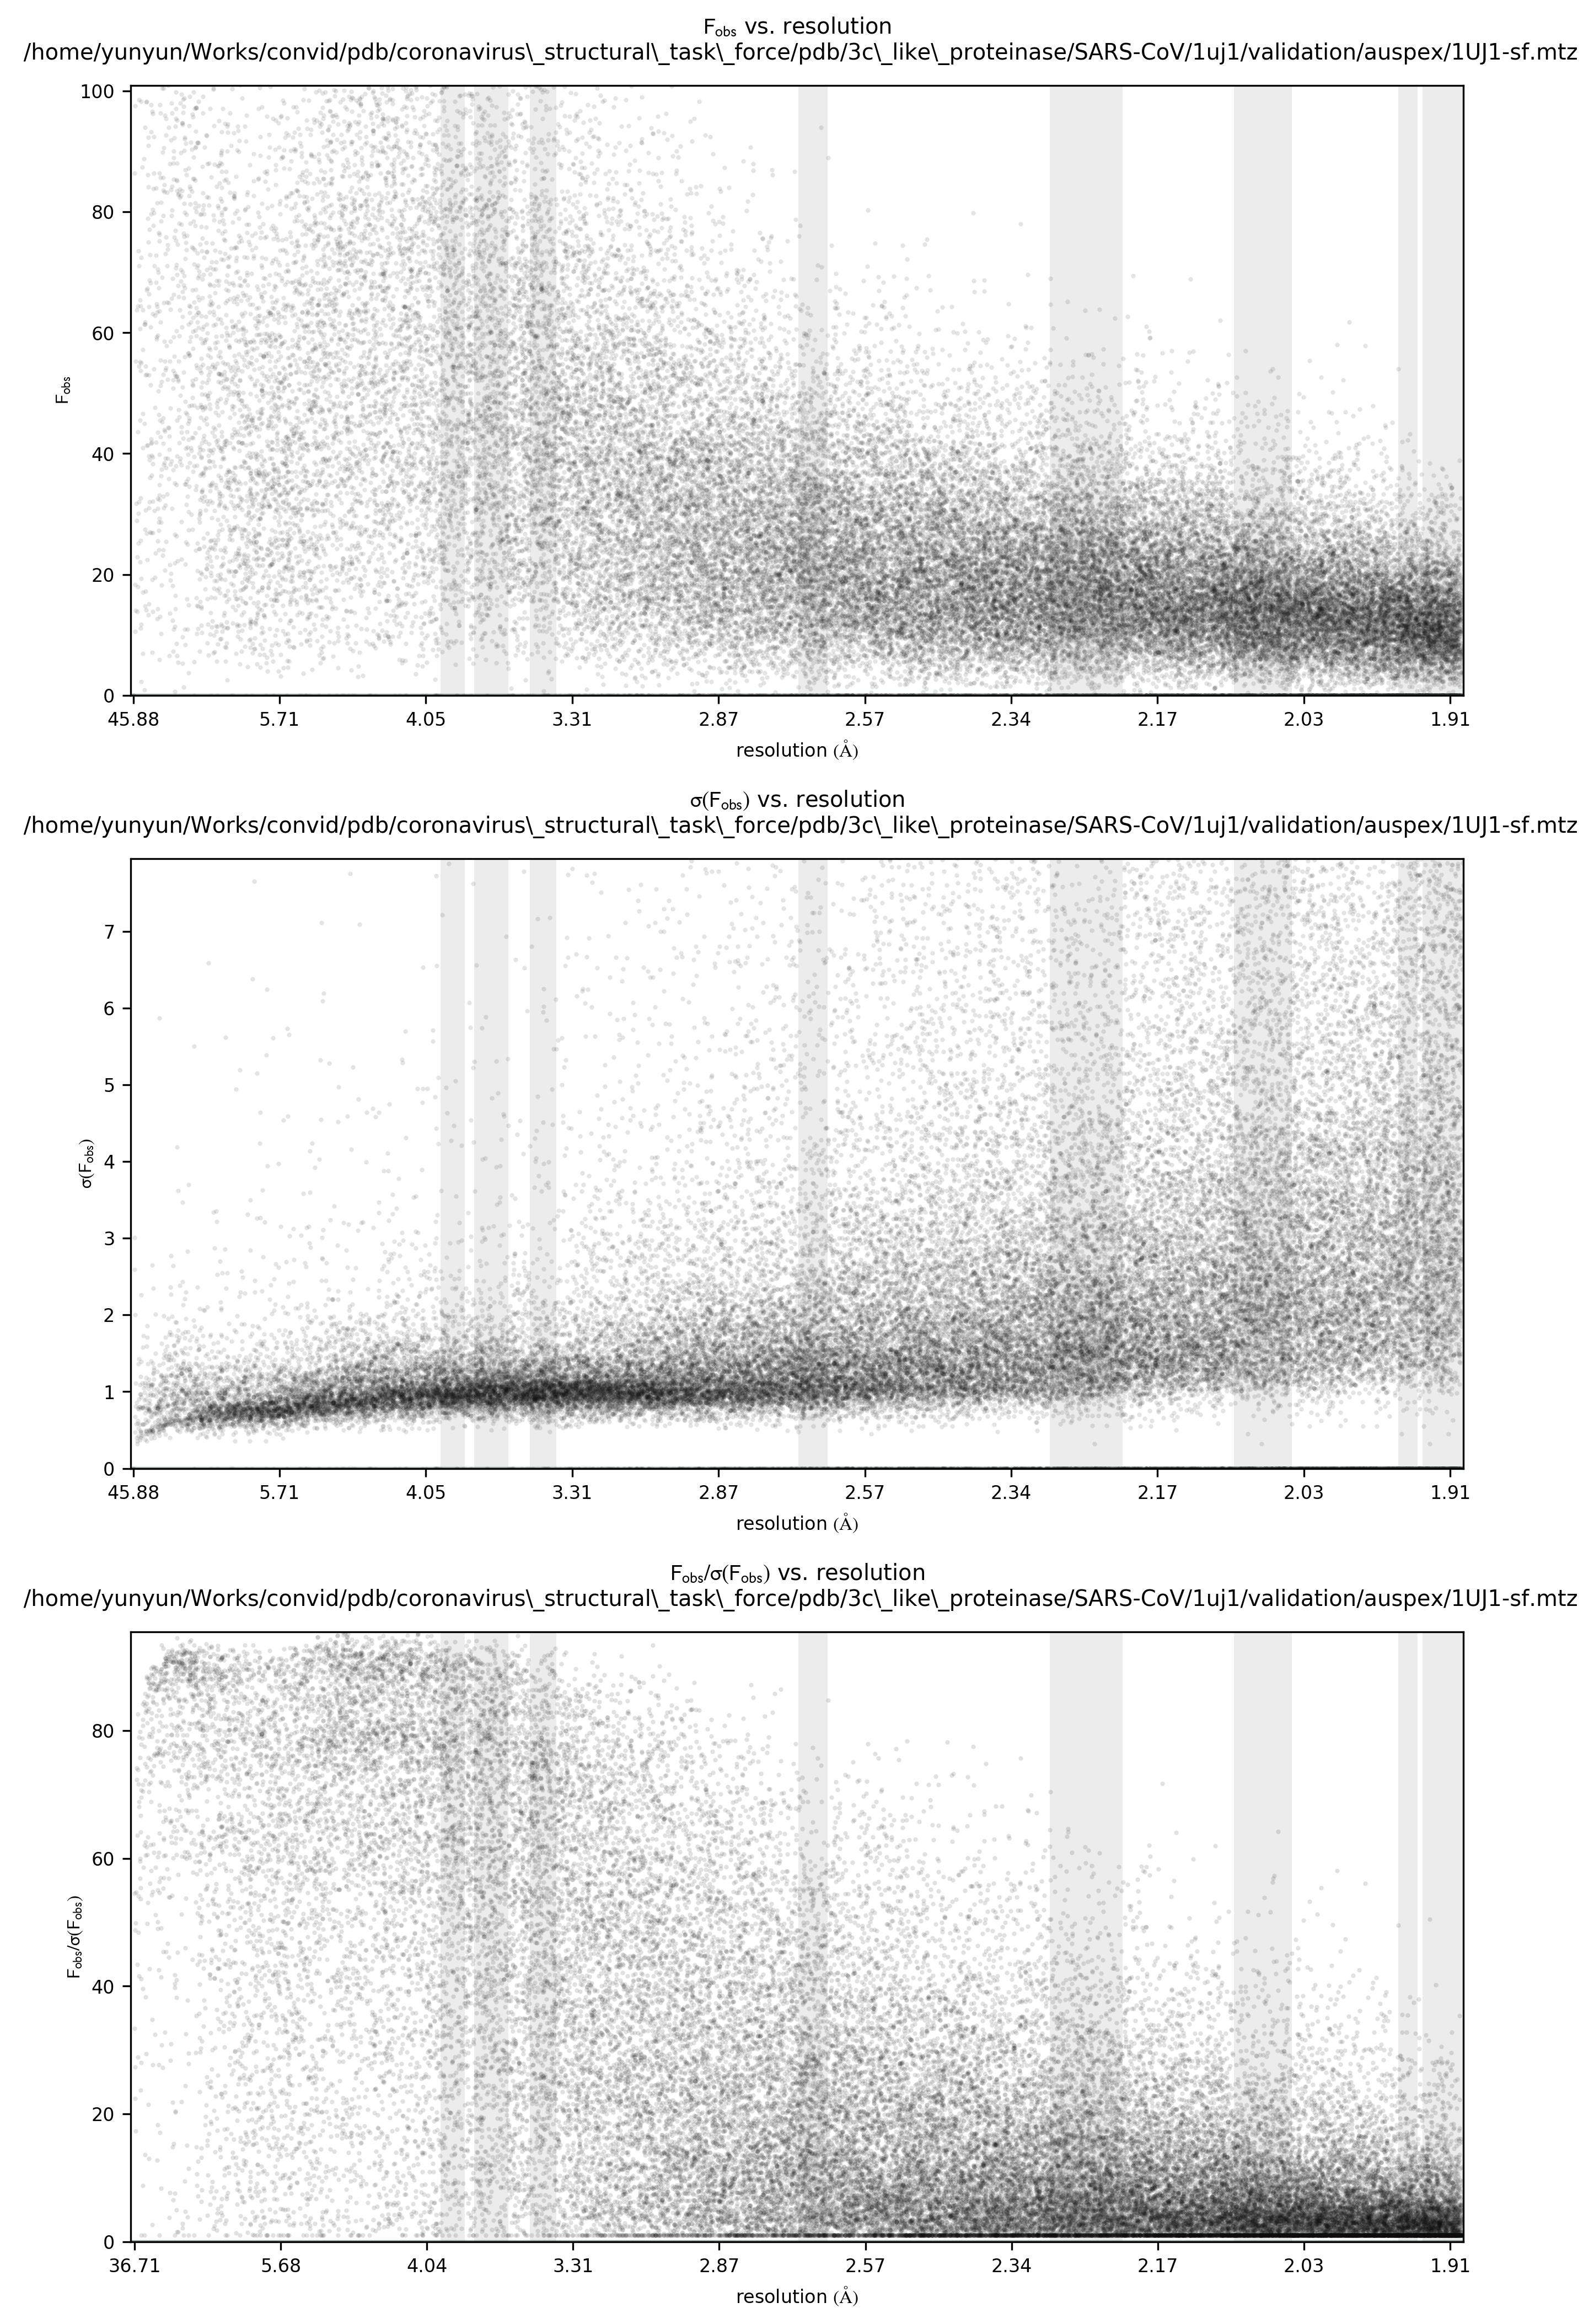 Fobs vs. resolution
/home/yunyun/Works/convid/pdb/coronavirus\_structural\_task\_force/pdb/3c\_like\_proteinase/SARS-CoV/1uj1/validation/auspex/1UJ1-sf.mtz
100
80
60
40
20
0
Fobs
45.88 5.71 4.05 3.31 2.87 2.57 2.34 2.17 2.03 1.91
resolution (Å)
σ(Fobs) vs. resolution
/home/yunyun/Works/convid/pdb/coronavirus\_structural\_task\_force/pdb/3c\_like\_proteinase/SARS-CoV/1uj1/validation/auspex/1UJ1-sf.mtz
7
6
5
4
3
2
1
0
σ(Fobs)
45.88 5.71 4.05 3.31 2.87 2.57 2.34 2.17 2.03 1.91
resolution (Å)
Fobs/σ(Fobs) vs. resolution
/home/yunyun/Works/convid/pdb/coronavirus\_structural\_task\_force/pdb/3c\_like\_proteinase/SARS-CoV/1uj1/validation/auspex/1UJ1-sf.mtz
80
60
40
20
0
Fobs/σ(Fobs)
36.71 5.68 4.04 3.31 2.87 2.57 2.34 2.17 2.03 1.91
resolution (Å)